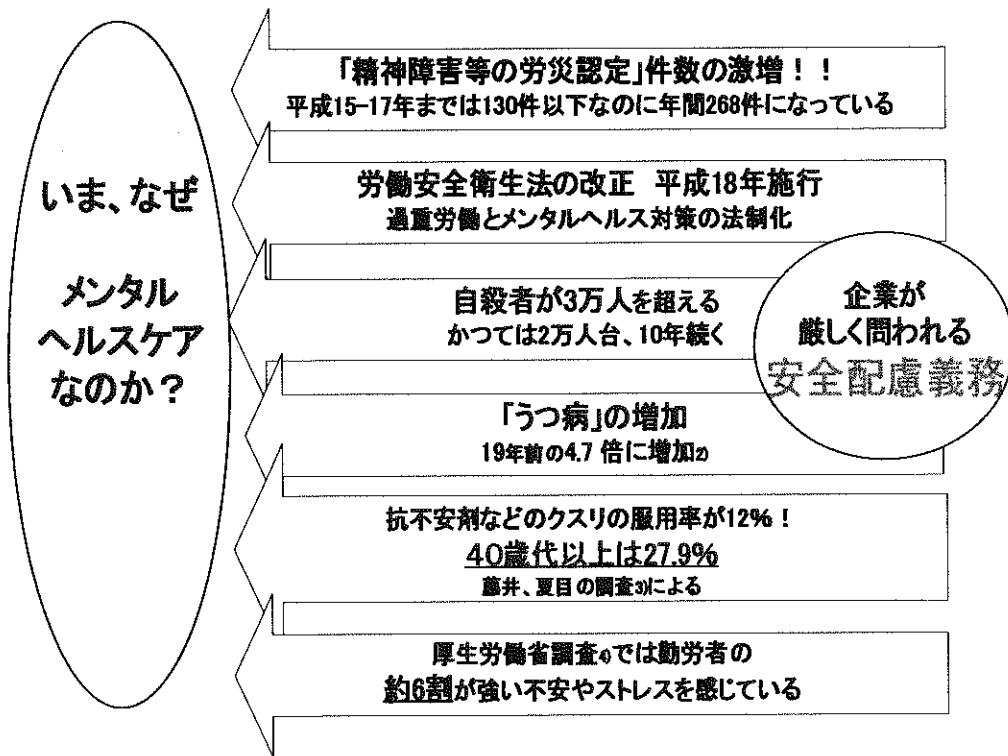 いま、なぜ
メンタル
ヘルスケア
なのか？
「精神障害等の労災認定」件数の激増！！
平成15-17年までは130件以下なのに年間268件になっている
労働安全衛生法の改正 平成18年施行
過重労働とメンタルヘルス対策の法制化
自殺者が3万人を超える
かつては2万人台、10年続く
企業が
厳しく問われる
安全配慮義務
「うつ病」の増加
19年前の4.7 倍に増加2)
抗不安剤などのクスリの服用率が12%！
40歳代以上は27.9%
藤井、夏目の調査3)による
厚生労働省調査4)では勤労者の
約6割が強い不安やストレスを感じている